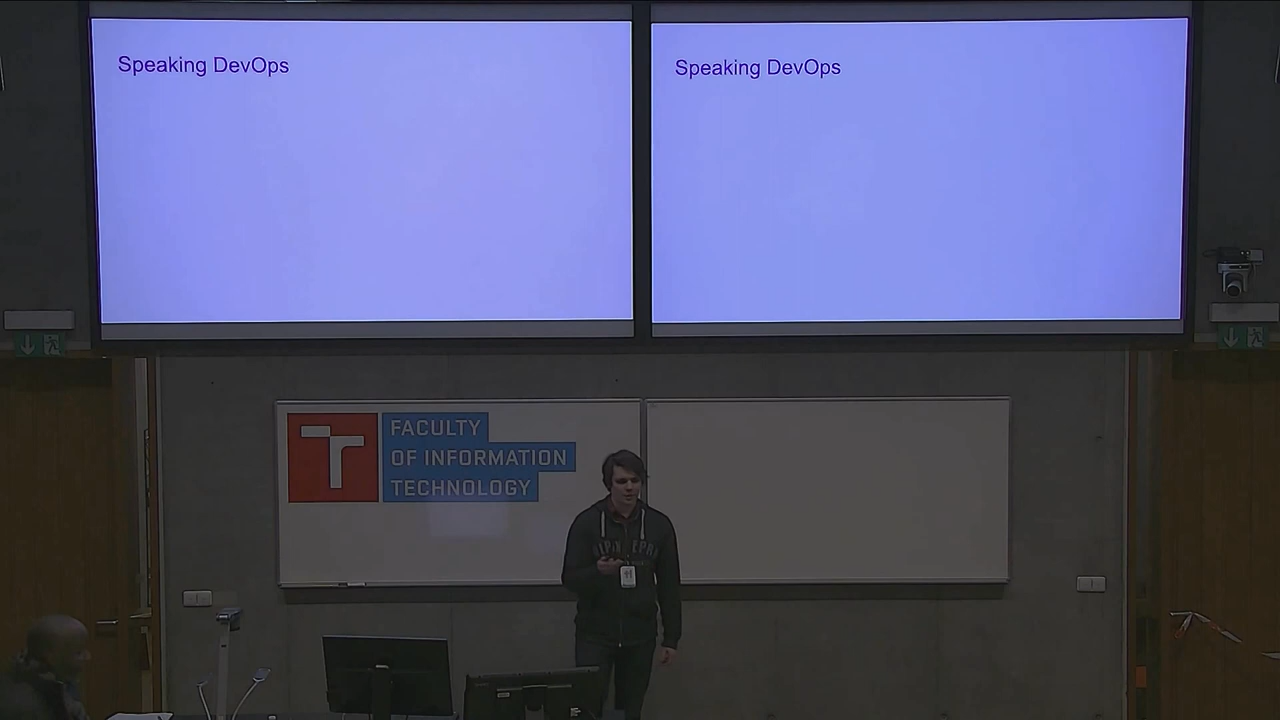 Speaking DevOps
Speaking DevOps
FACULTY
OF INFORMATION
TECHNOLOGY